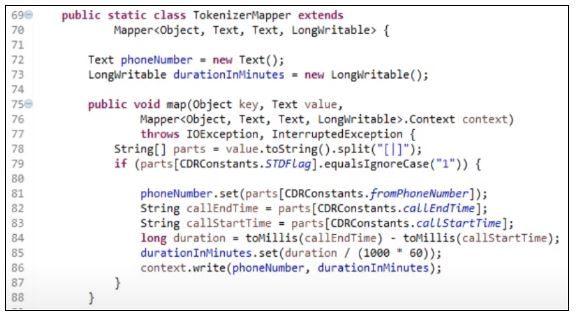 69 public static class TokenizerMapper extends
70 Mapper<Object, Text, Text, LongWritable> {
71
72 Text phoneNumber = new Text();
73 LongWritable durationInMinutes = new LongWritable();
74
75 public void map(Object key, Text value,
76 Mapper<Object, Text, Text, LongWritable>.Context context)
77 throws IOException, InterruptedException {
78 String[] parts = value.toString().split("[|]");
79 if (parts[CDRConstants.STDFlag].equalsIgnoreCase("1")) {
80
81 phoneNumber.set(parts[CDRConstants.fromPhoneNumber]);
82 String callEndTime = parts[CDRConstants.callEndTime];
83 String callStartTime = parts[CDRConstants.callStartTime];
84 long duration = toMillis(callEndTime) - toMillis(callStartTime);
85 durationInMinutes.set(duration / (1000 * 60));
86 context.write(phoneNumber, durationInMinutes);
87 }
88 }